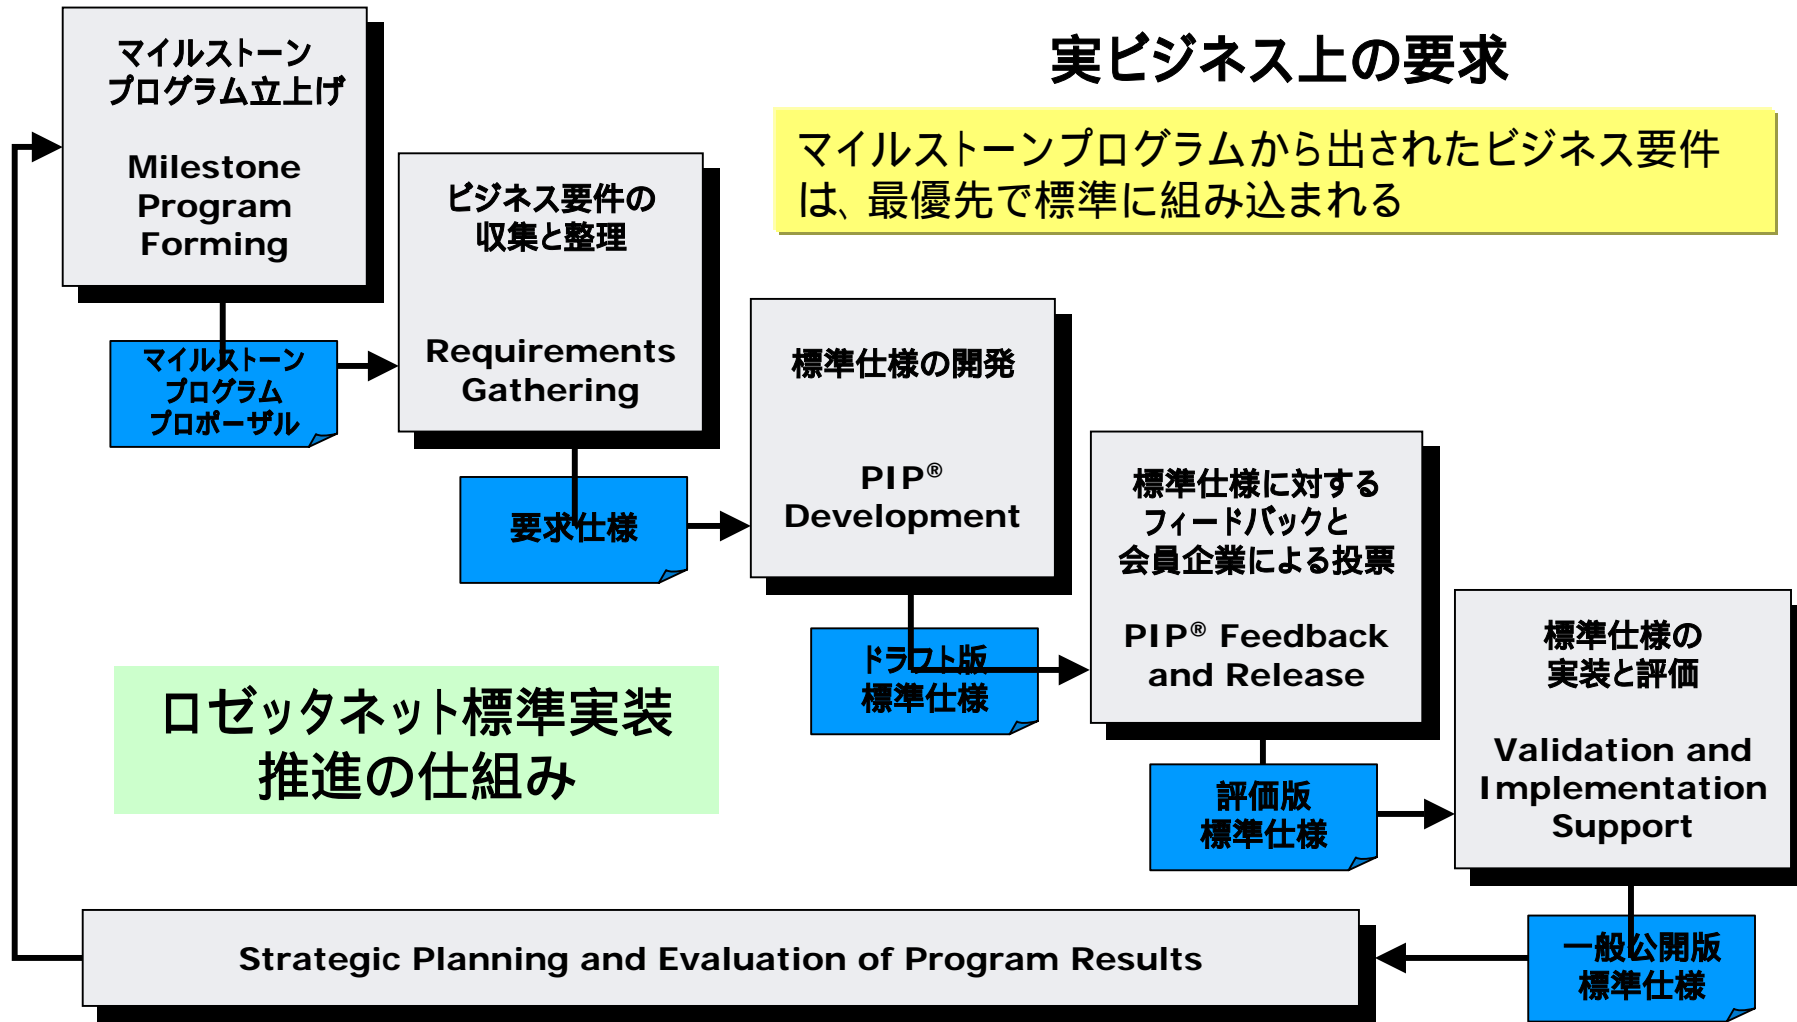 マイルストーン
プログラム立上げ
Milestone
Program
Forming
実ビジネス上の要求
マイルストーンプログラムから出されたビジネス要件
は、最優先で標準に組み込まれる
ビジネス要件の
収集と整理
Requirements
Gathering
マイルストーン
プログラム
プロポーザル
標準仕様の開発
PIP®
Development
要求仕様
標準仕様に対する
フィードバックと
会員企業による投票
PIP® Feedback
and Release
ドラフト版
標準仕様
標準仕様の
実装と評価
Validation and
Implementation
Support
ロゼッタネット標準実装
推進の仕組み
評価版
標準仕様
Strategic Planning and Evaluation of Program Results
一般公開版
標準仕様